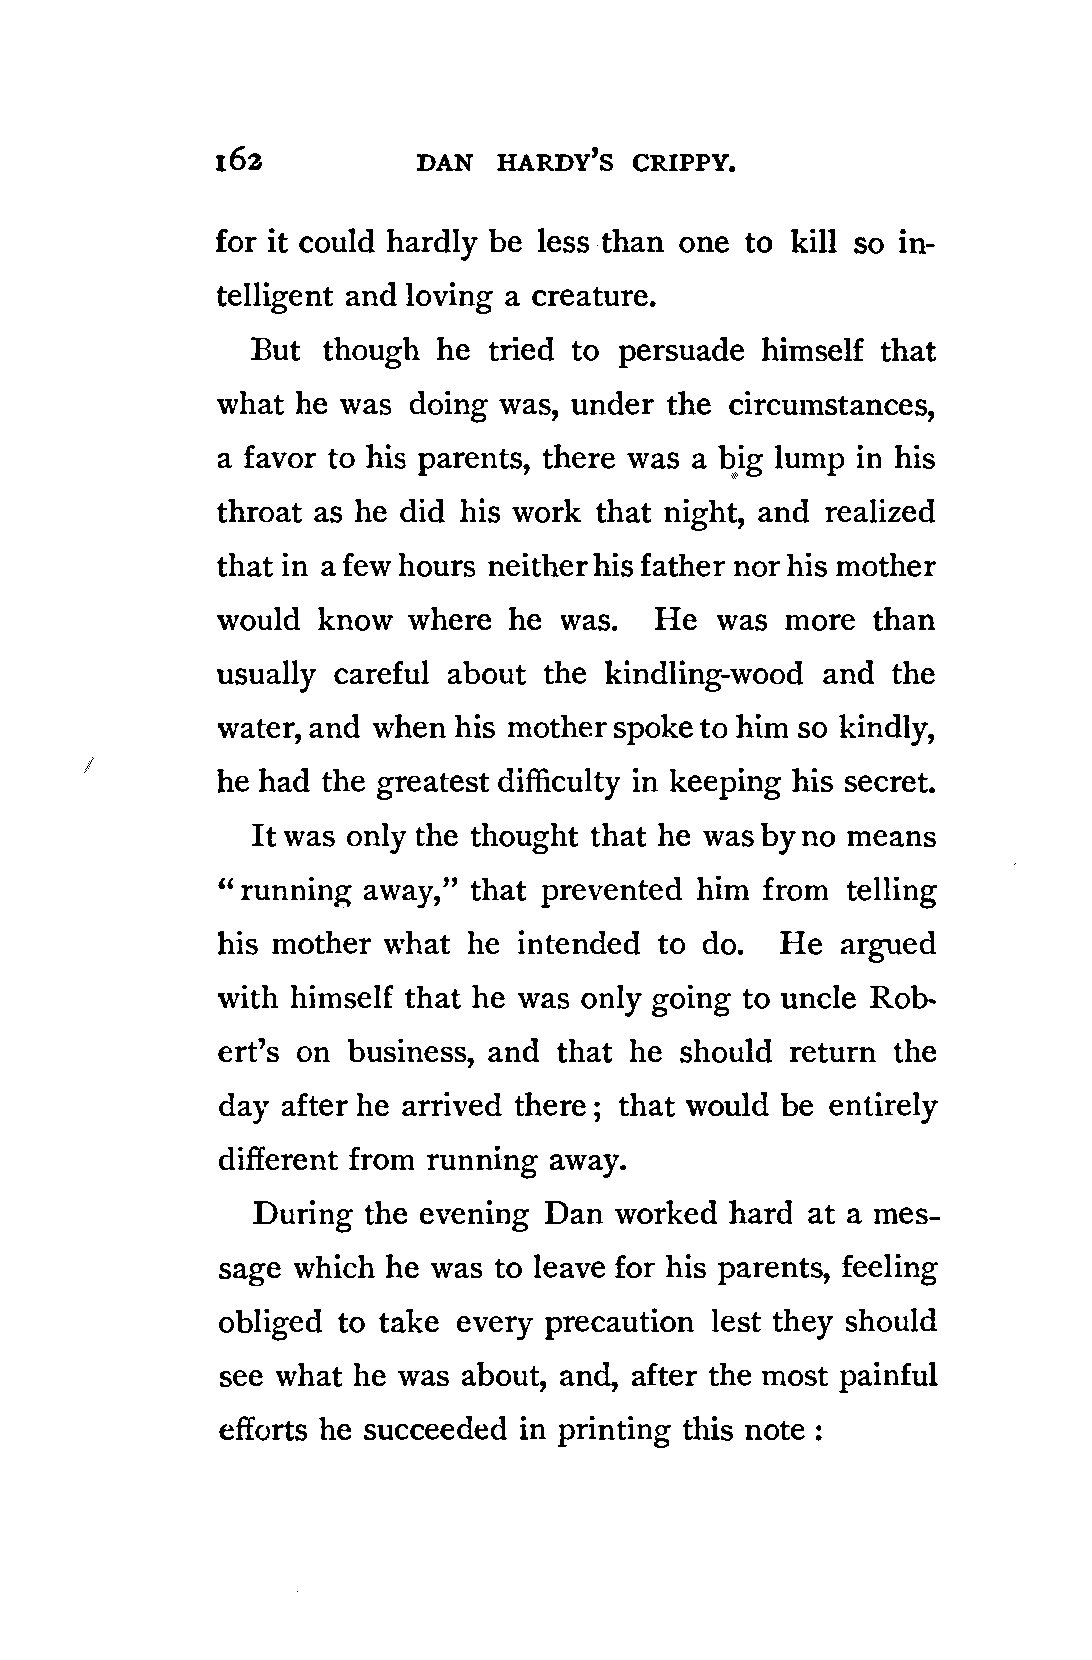 162 DAN HARDY'S CRIPPY.
for it could hardly be less than one to kill so in-
telligent and loving a creature.
But though he tried to persuade himself that
what he was doing was, under the circumstances,
a favor to his parents, there was a big lump in his
throat as he did his work that night, and realized
that in a few hours neither his father nor his mother
would know where he was. He was more than
usually careful about the kindling-wood and the
water, and when his mother spoke to him so kindly,
he had the greatest difficulty in keeping his secret.
It was only the thought that he was by no means
"running away," that prevented him from telling
his mother what he intended to do. He argued
with himself that he was only going to uncle Rob-
ert's on business, and that he should return the
day after he arrived there; that would be entirely
different from running away.
During the evening Dan worked hard at a mes-
sage which he was to leave for his parents, feeling
obliged to take every precaution lest they should
see what he was about, and, after the most painful
efforts he succeeded in printing this note :